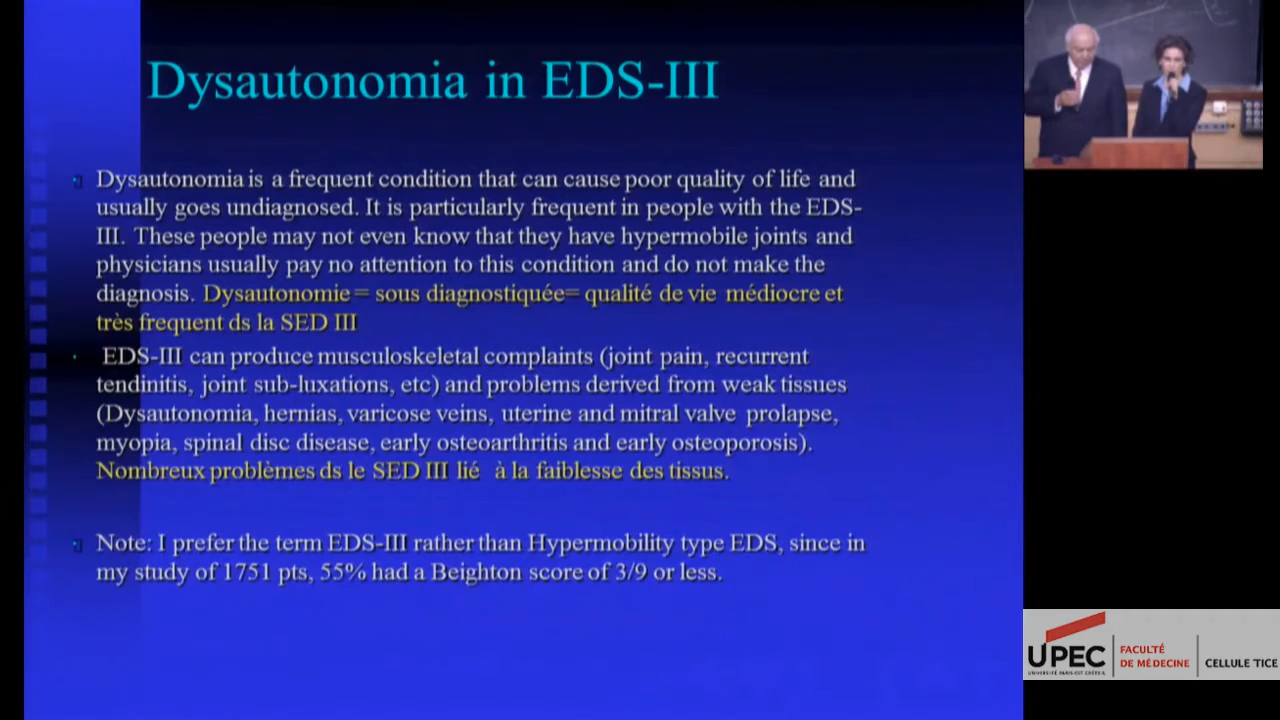 Dysautonomia in EDS-III
Dysautonomia is a frequent condition that can cause poor quality of life and
usually goes undiagnosed. It is particularly frequent in people with the EDS-
III. These people may not even know that they have hypermobile joints and
physicians usually pay no attention to this condition and do not make the
diagnosis. Dysautonomie = sous diagnostiquée= qualité de vie médiocre et
très frequent ds la SED III
EDS-III can produce musculoskeletal complaints (joint pain, recurrent
tendinitis, joint sub-luxations, etc) and problems derived from weak tissues
(Dysautonomia, hernias, varicose veins, uterine and mitral valve prolapse,
myopia, spinal disc disease, early osteoarthritis and early osteoporosis).
Nombreux problèmes ds le SED III lié à la faiblesse des tissus.
Note: I prefer the term EDS-III rather than Hypermobility type EDS, since in
my study of 1751 pts, 55% had a Beighton score of 3/9 or less.
UPEC
UNIVERSITÉ PARIS-EST CRÉTEIL
FACULTÉ
DE MÉDECINE
CELLULE TICE